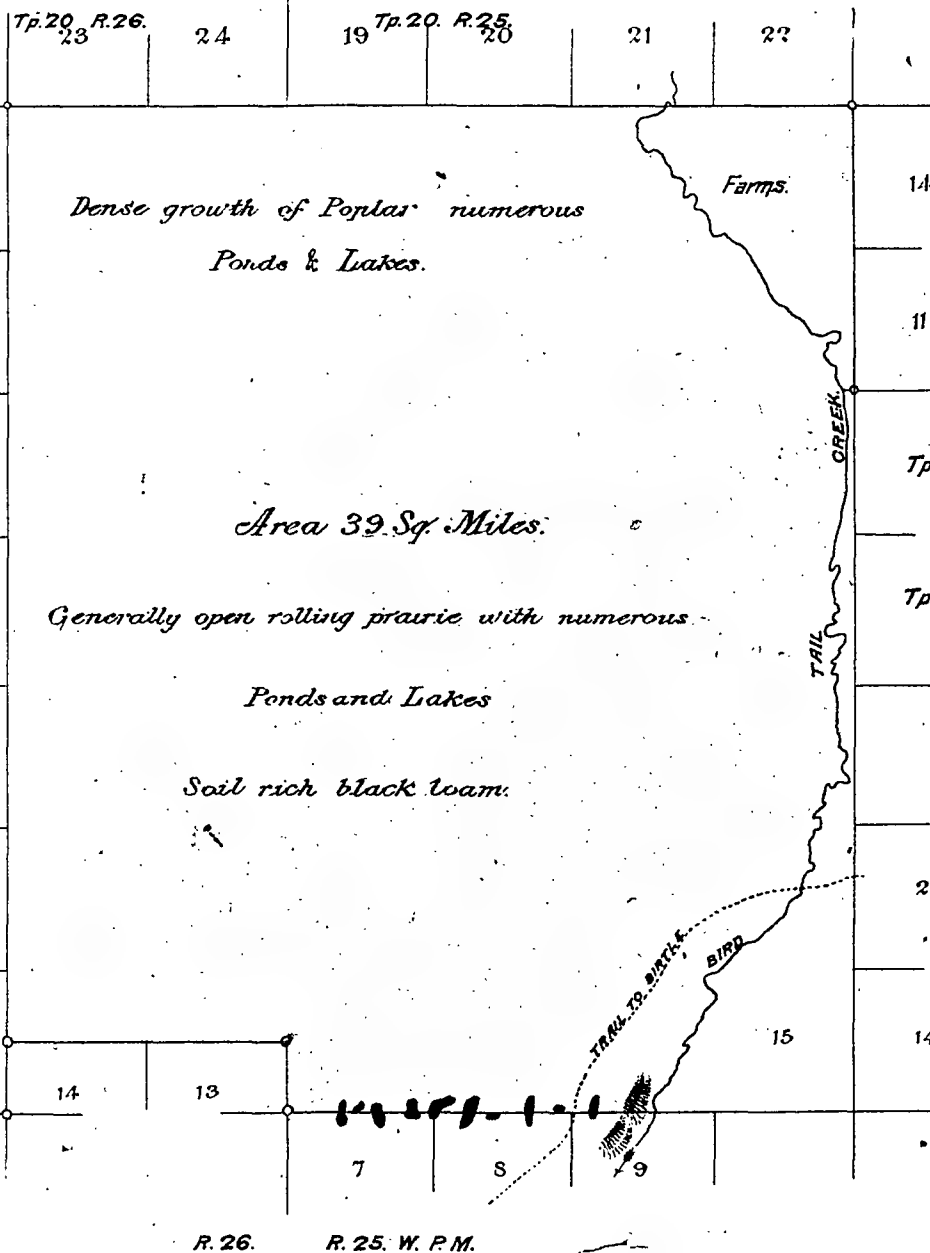 Tp. 20 R. 26. Tp. 20. R. 25.
23 24 19 20 21 22
Farms. 14
Dense growth of Poplar numerous
Ponds & Lakes.
11
CREEK.
Tp
Area 39 Sq. Miles.
Tp
Generally open rolling prairie with numerous
TAIL
Ponds and Lakes
Soil rich black loam.
2
BIRD
TRAIL TO BIRTLE
15 14
14 13
7 8 9
R. 26. R. 25. W. P. M.